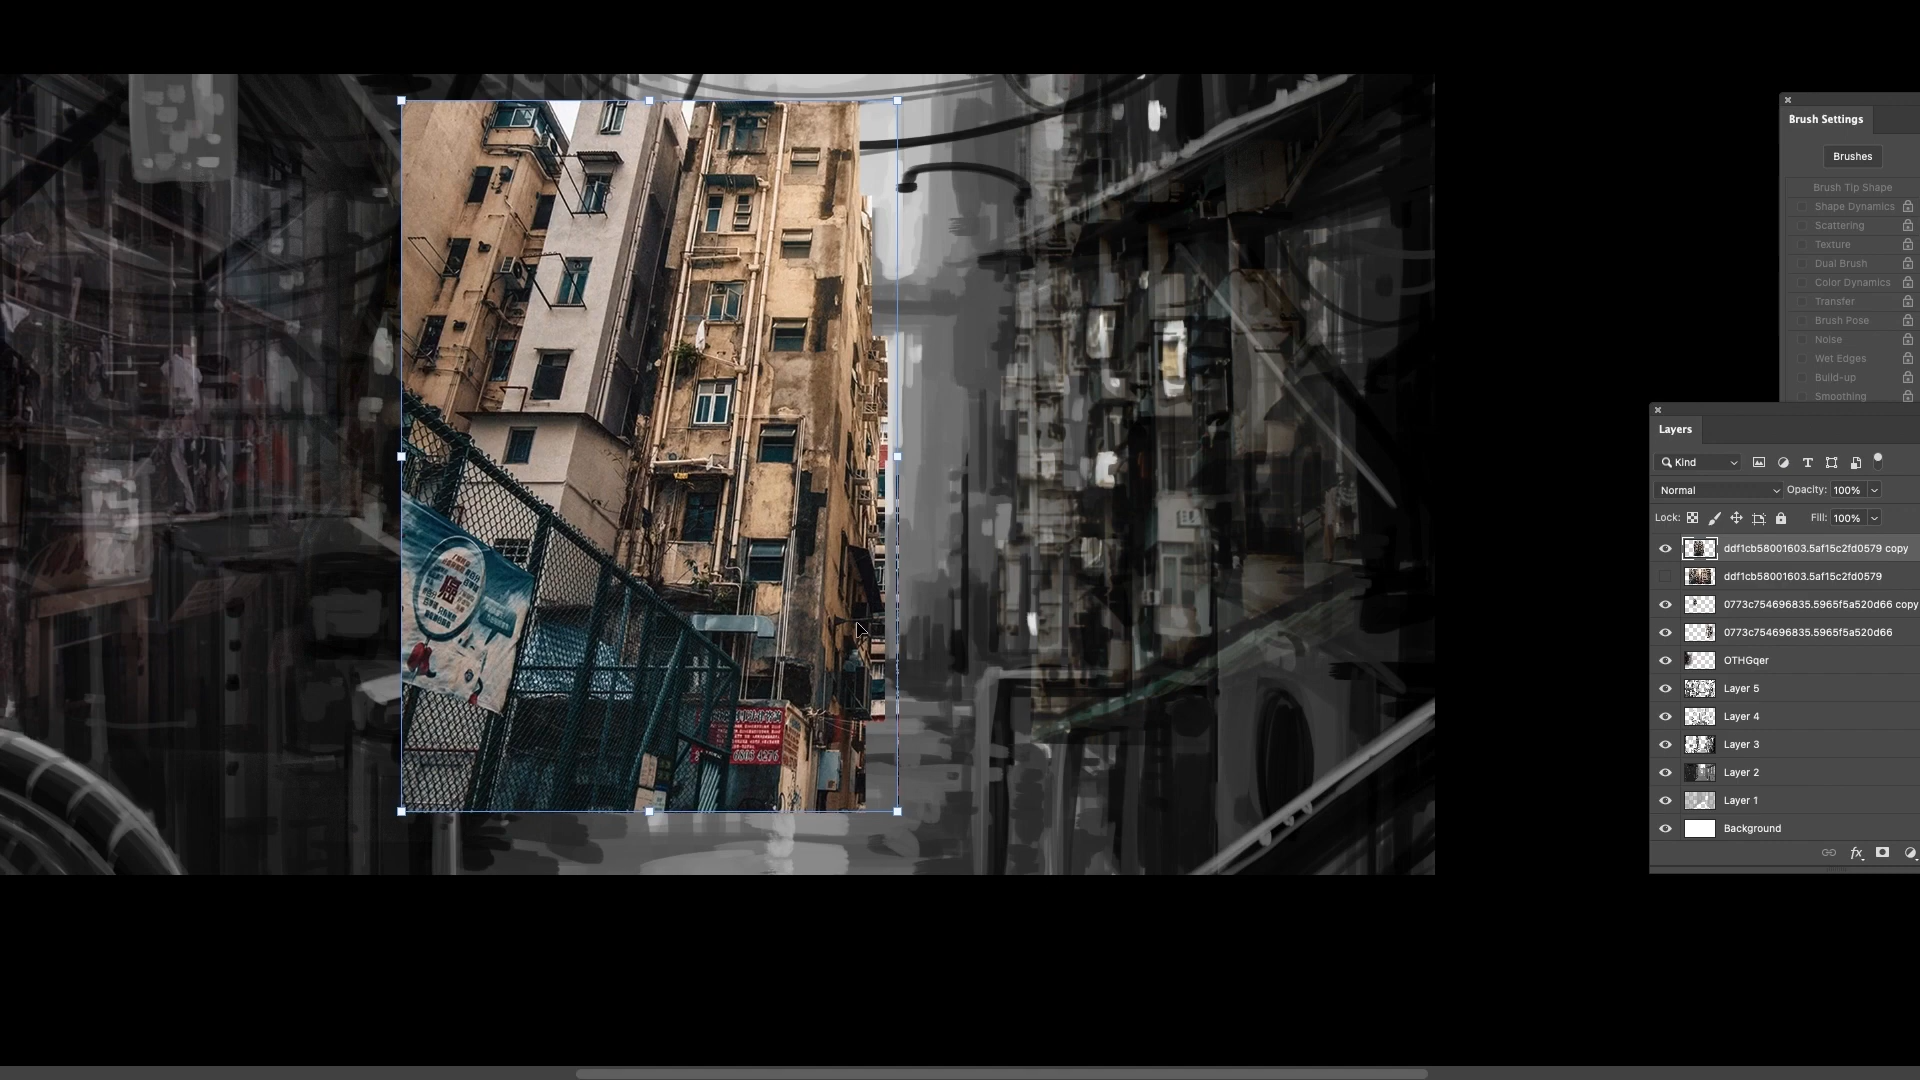 Brush Settings
Brushes
Brush Tip Shape
Shape Dynamics
Scattering
Texture
Dual Brush
Color Dynamics
Transfer
Brush Pose
Noise
Wet Edges
Build-up
Smoothing
Layers
Kind
Normal
Opacity: 100%
Lock:
Fill: 100%
ddf1cb58001603.5af15c2fd0579 copy
ddf1cb58001603.5af15c2fd0579
0773c754696835.5965f5a520d66 copy
0773c754696835.5965f5a520d66
OTHGqer
Layer 5
Layer 4
Layer 3
Layer 2
Layer 1
Background
fx